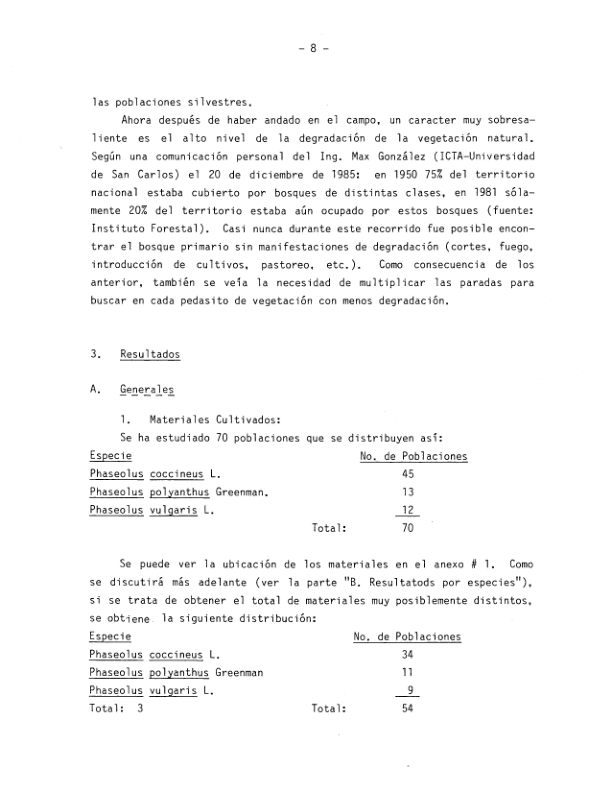 - 8 -
las poblaciones silvestres.
Ahora después de haber andado en el campo, un caracter muy sobresa-
liente es el alto nivel de la degradación de la vegetación natural.
Según una comunicación personal del Ing. Max González (ICTA-Universidad
de San Carlos) el 20 de diciembre de 1985: en 1950 75% del territorio
nacional estaba cubierto por bosques de distintas clases, en 1981 sóla-
mente 20% del territorio estaba aún ocupado por estos bosques (fuente:
Instituto Forestal). Casi nunca durante este recorrido fue posible encon-
trar el bosque primario sin manifestaciones de degradación (cortes, fuego,
introducción de cultivos, pastoreo, etc.). Como consecuencia de los
anterior, también se veía la necesidad de multiplicar las paradas para
buscar en cada pedasito de vegetación con menos degradación.
3. Resultados
A. Generales
1. Materiales Cultivados:
Se ha estudiado 70 poblaciones que se distribuyen así:
Especie No. de Poblaciones
Phaseolus coccineus L. 45
Phaseolus polyanthus Greenman. 13
Phaseolus vulgaris L. 12
Total: 70
Se puede ver la ubicación de los materiales en el anexo # 1. Como
se discutirá más adelante (ver la parte "B. Resultatods por especies"),
si se trata de obtener el total de materiales muy posiblemente distintos,
se obtiene la siguiente distribución:
Especie No. de Poblaciones
Phaseolus coccineus L. 34
Phaseolus polyanthus Greenman 11
Phaseolus vulgaris L. 9
Total: 3 Total: 54